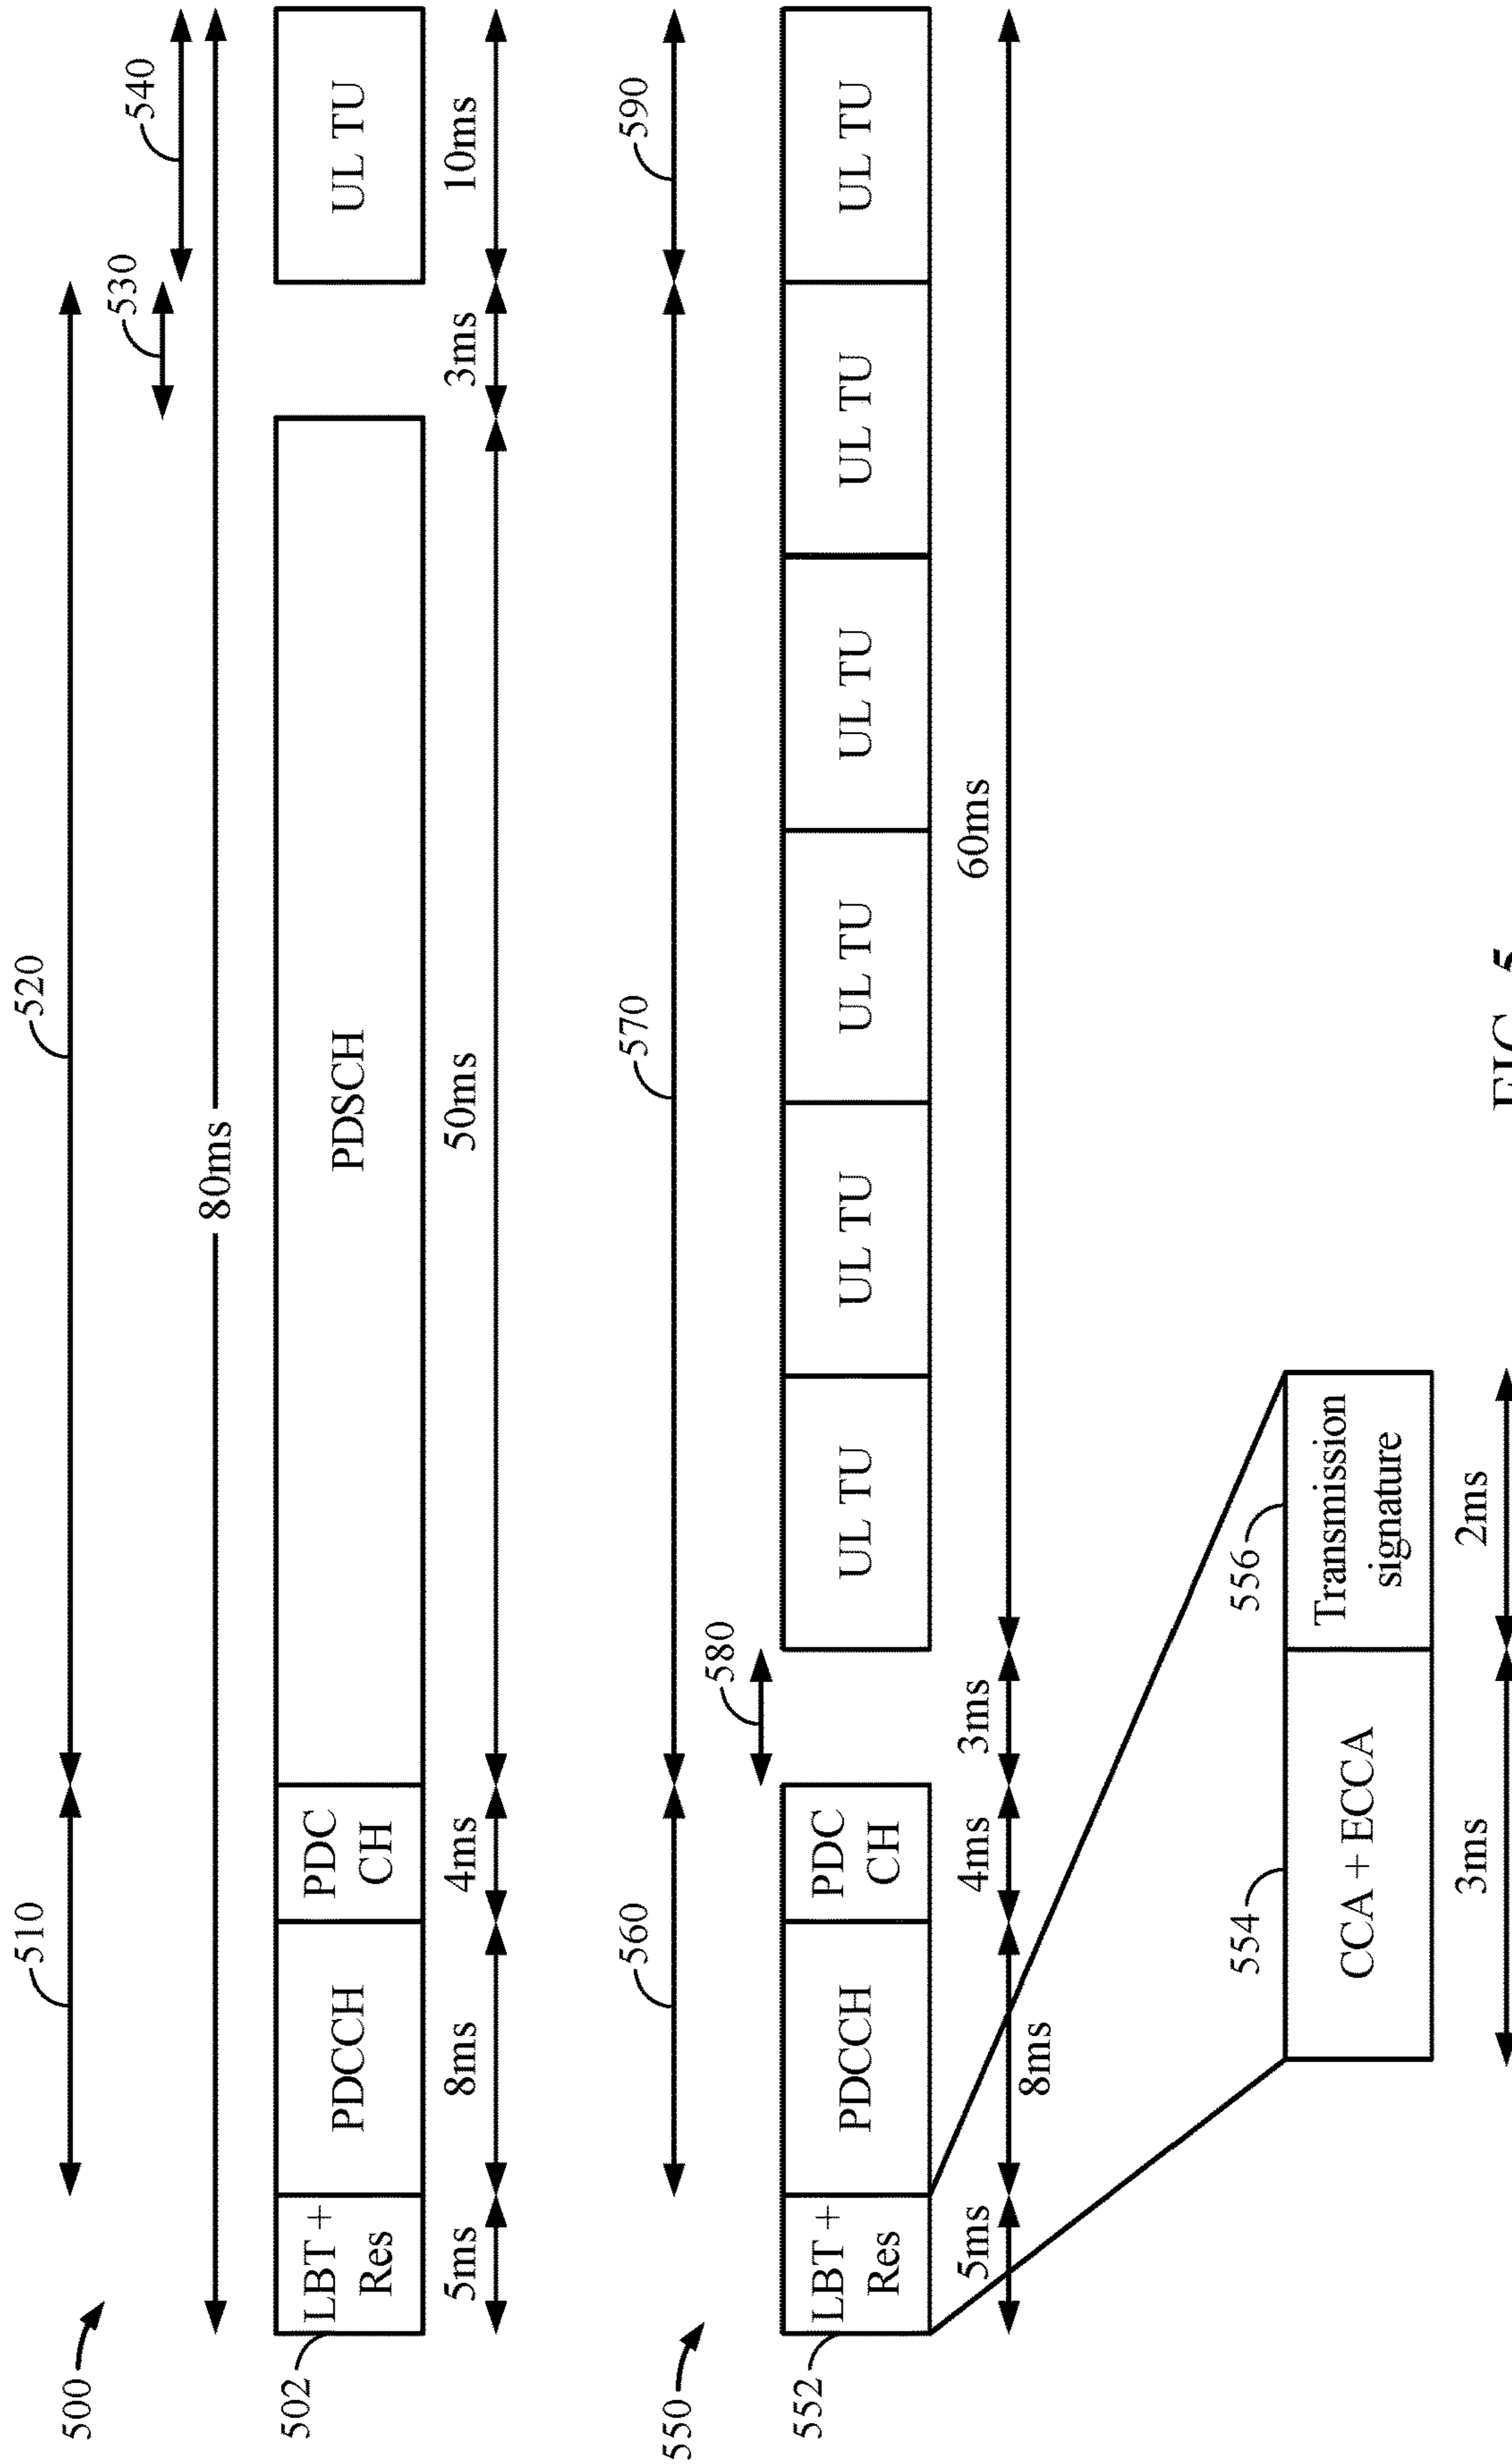 500
510
520
530
540
80ms
502
LBT +
Res
PDCCH
PDC
CH
PDSCH
UL TU
5ms
8ms
4ms
50ms
3ms
10ms
550
560
570
580
590
552
LBT +
Res
PDCCH
PDC
CH
UL TU
UL TU
UL TU
UL TU
UL TU
UL TU
5ms
8ms
4ms
3ms
60ms
554
556
CCA + ECCA
Transmission
signature
3ms
2ms
FIG. 5